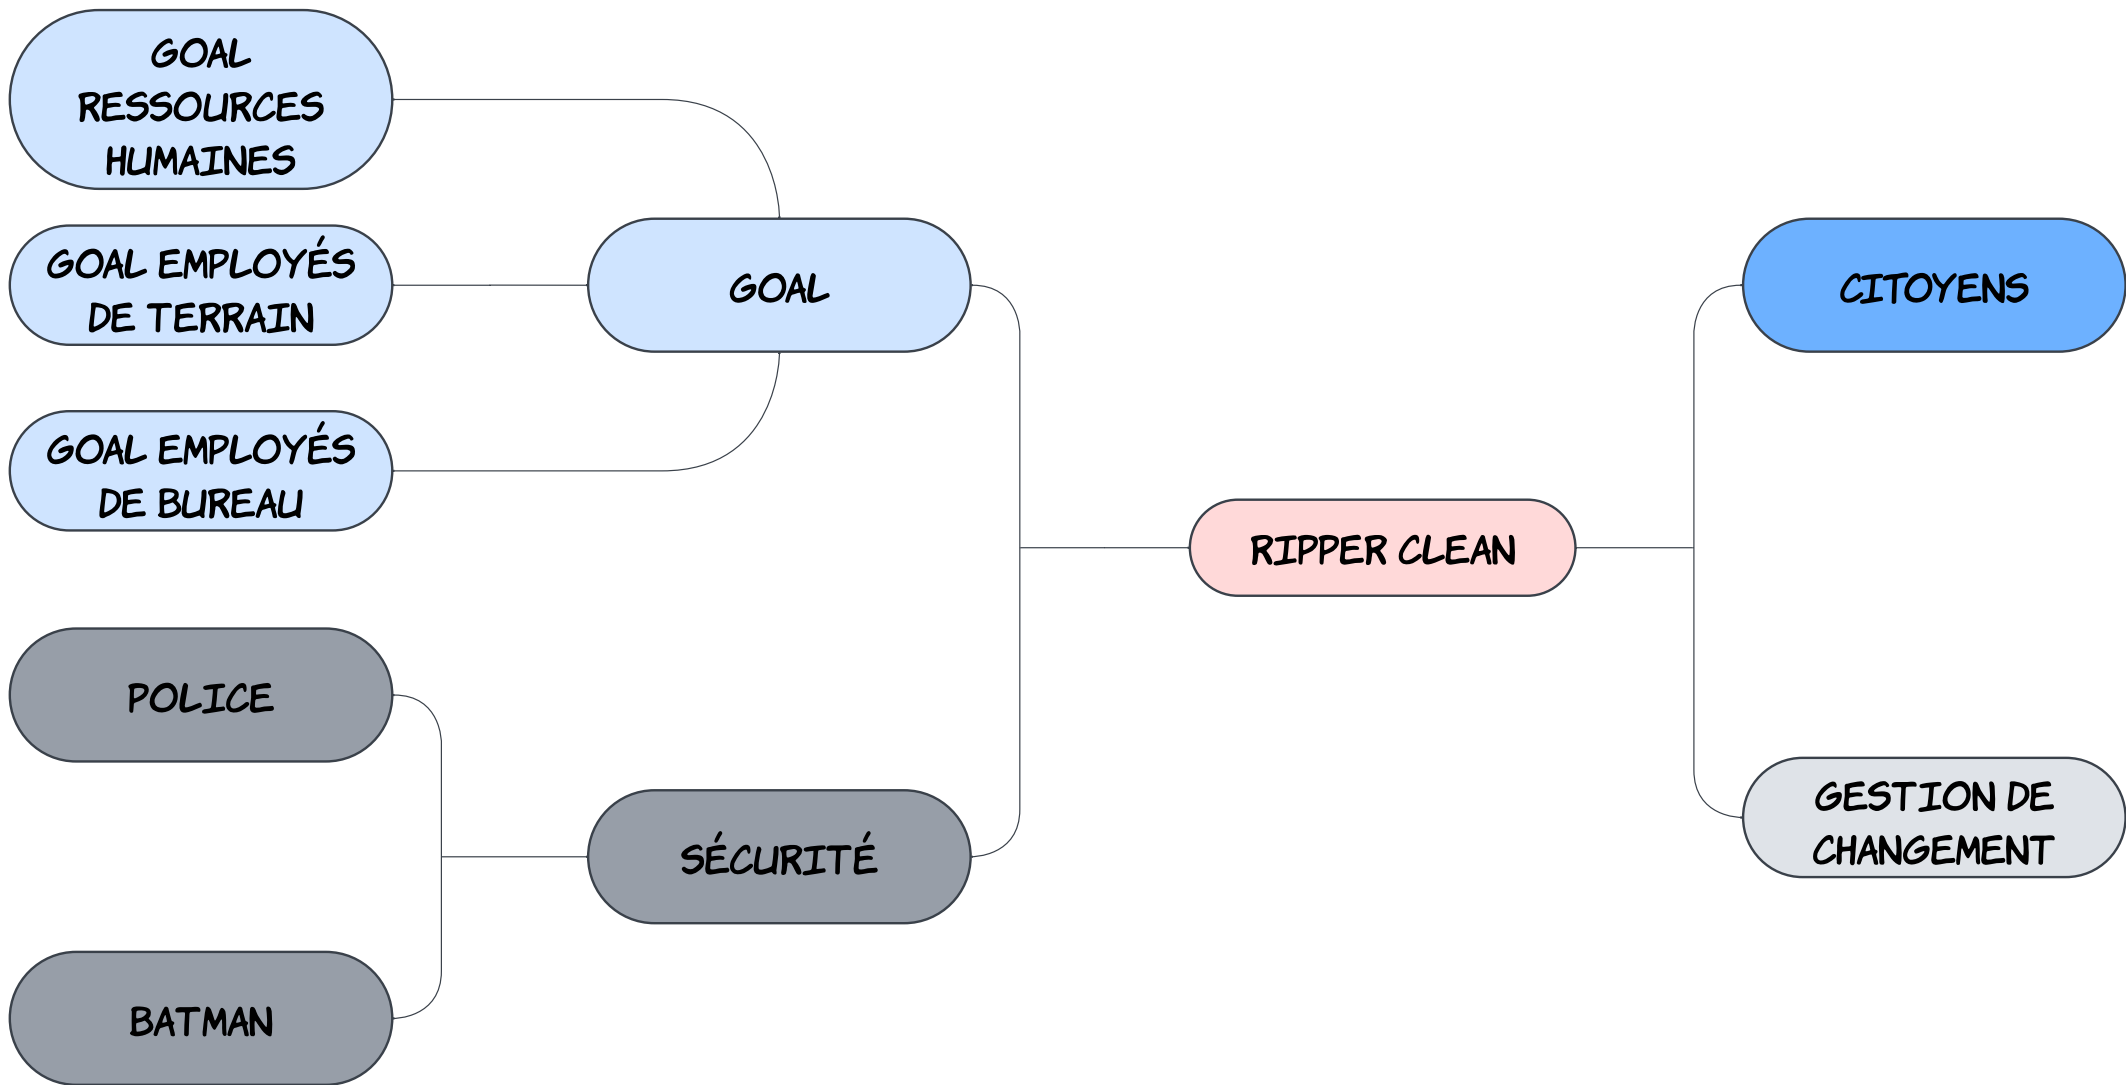 GOAL
RESSOURCES
HUMAINES
GOAL EMPLOYÉS
DE TERRAIN
GOAL EMPLOYÉS
DE BUREAU
GOAL
POLICE
BATMAN
SÉCURITÉ
RIPPER CLEAN
CITOYENS
GESTION DE
CHANGEMENT